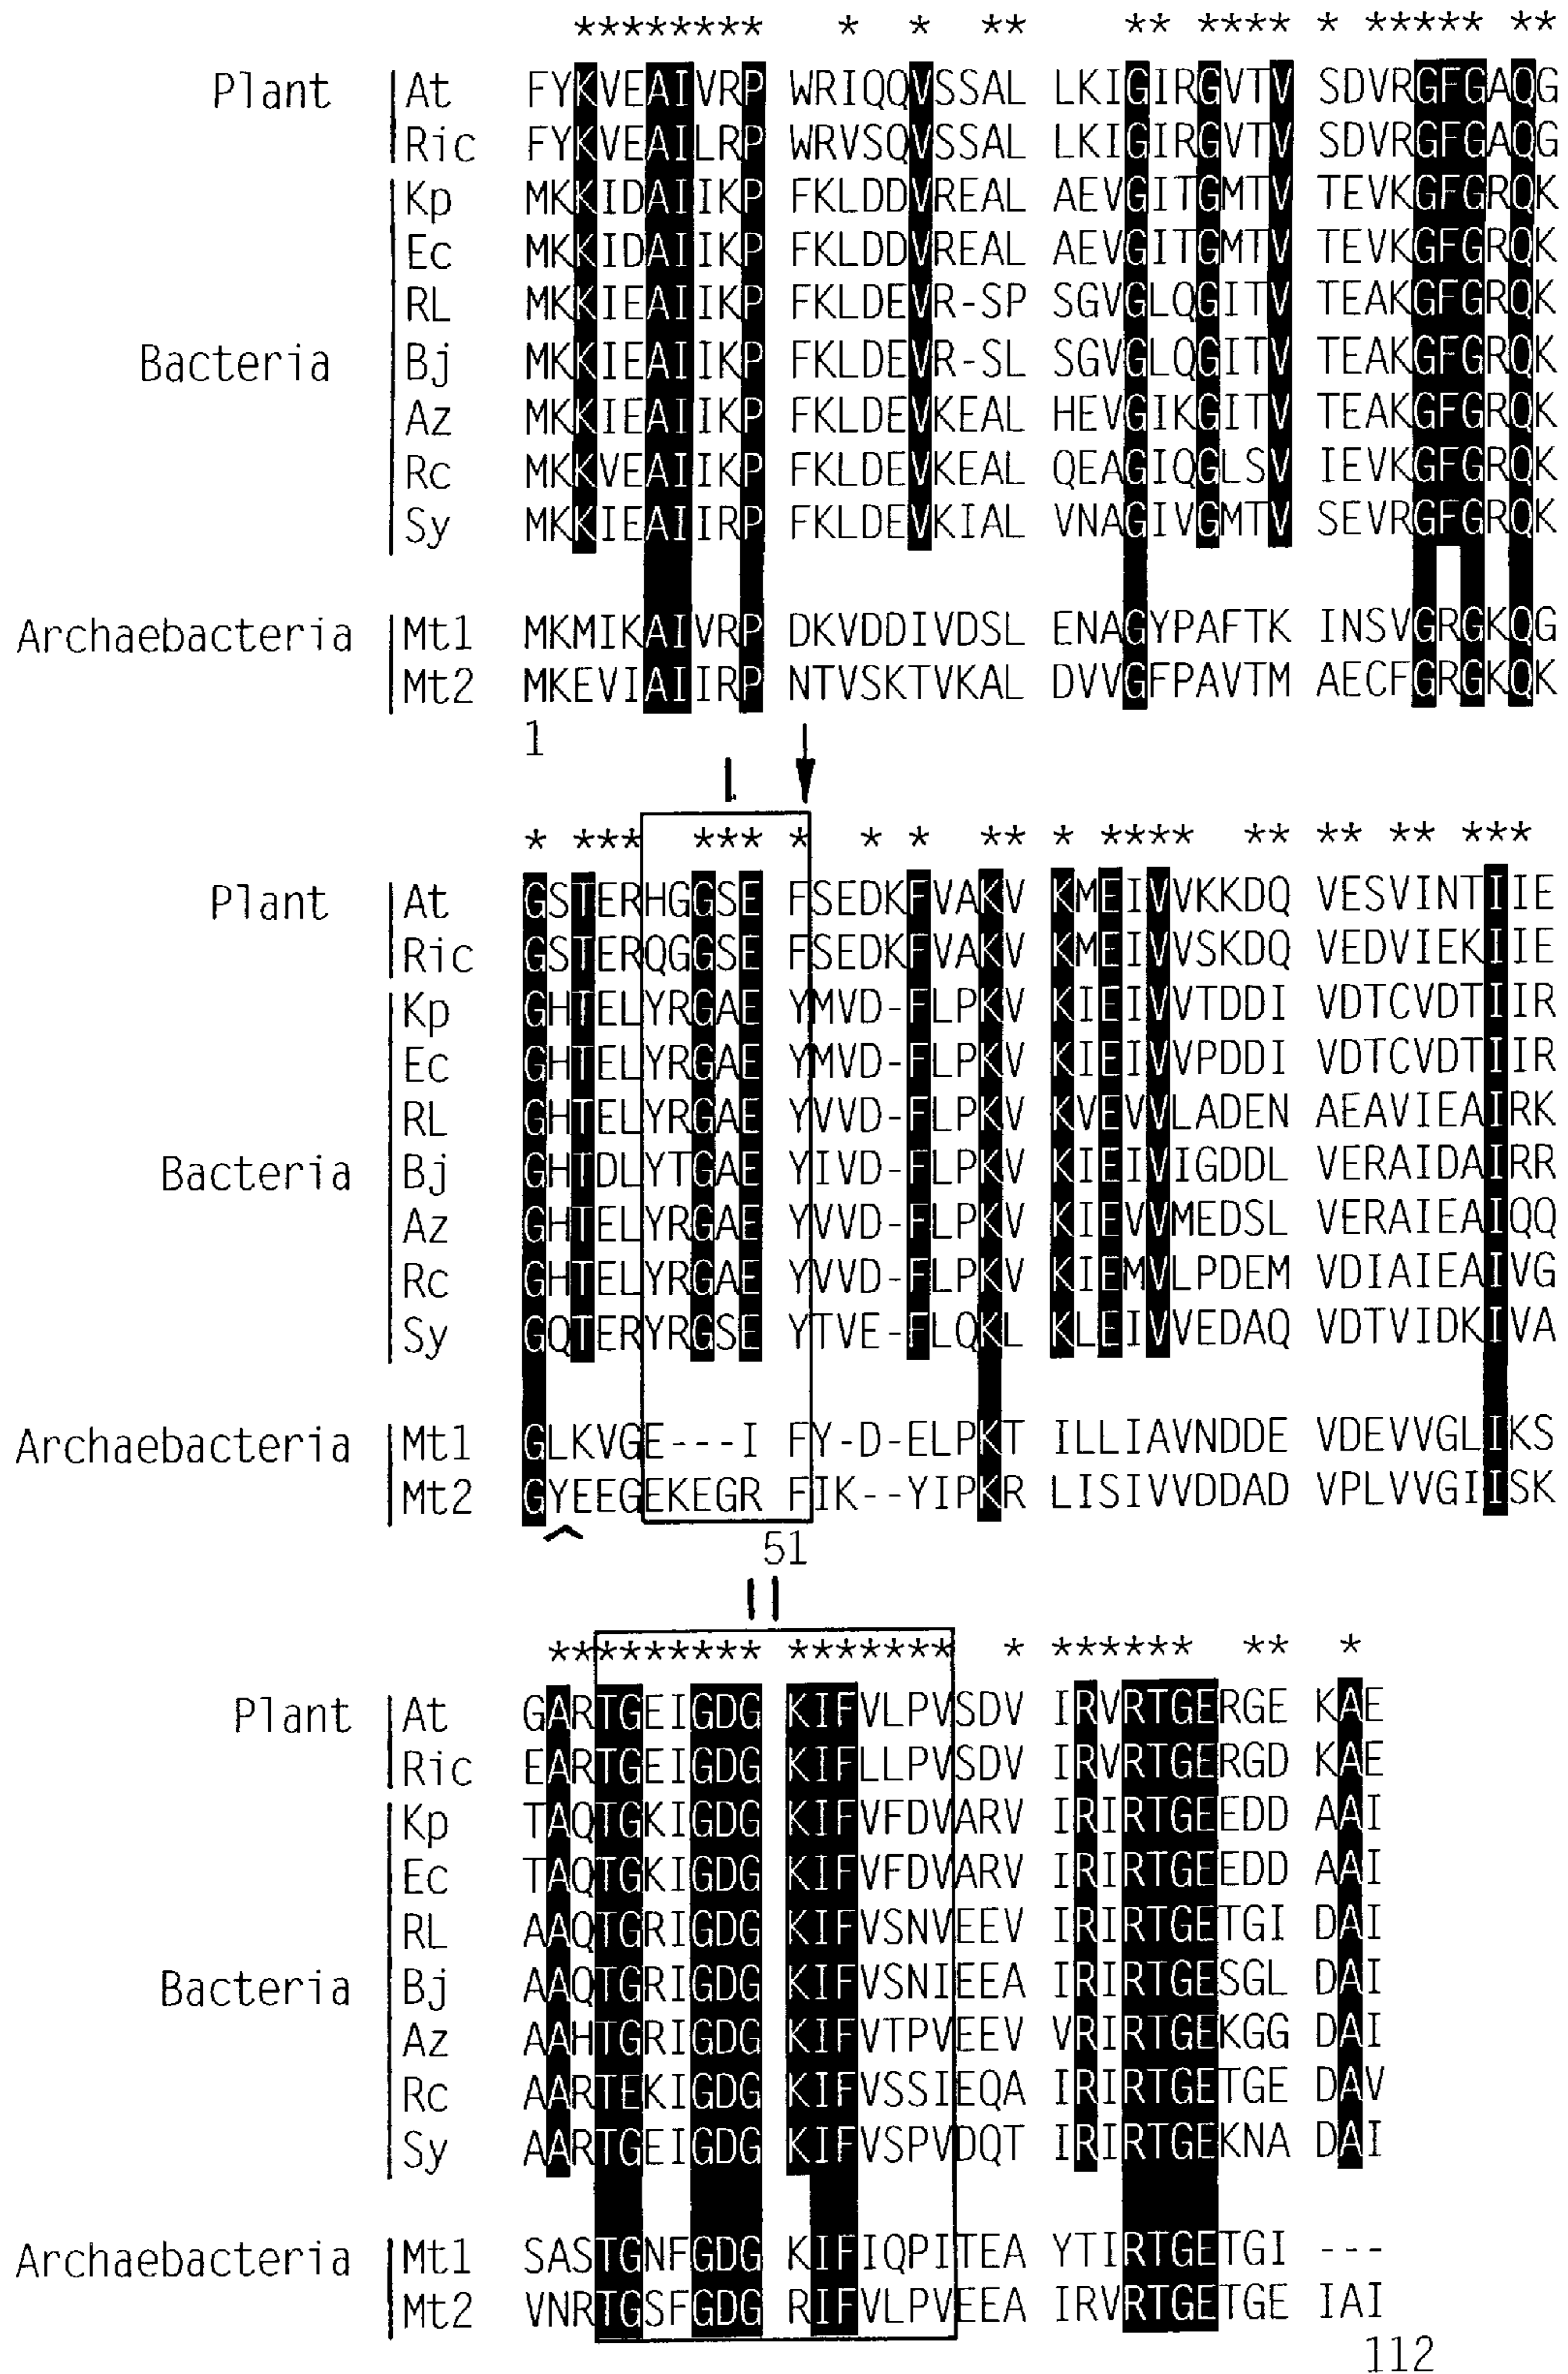 ******** * * ** ** **** * ***** **
Plant At FYKVEAIVRP WRIQQVSSAL LKIGIRGVTV SDVRGFGAQG
Ric FYKVEAILRP WRVSQVSSAL LKIGIRGVTV SDVRGFGAQG
Kp MKKIDAIIKP FKLDDVREAL AEVGITGMTV TEVKGFGRQK
Ec MKKIDAIIKP FKLDDVREAL AEVGITGMTV TEVKGFGRQK
RL MKKIEAIIKP FKLDEVR-SP SGVGLQGITV TEAKGFGRQK
Bacteria Bj MKKIEAIIKP FKLDEVR-SL SGVGLQGITV TEAKGFGRQK
Az MKKIEAIIKP FKLDEVKEAL HEVGIKGITV TEAKGFGRQK
Rc MKKVEAIIKP FKLDEVKEAL QEAGIQGLSV IEVKGFGRQK
Sy MKKIEAIIRP FKLDEVKIAL VNAGIVGMTV SEVRGFGRQK
Archaebacteria Mt1 MKMIKAIVRP DKVDDIVDSL ENAGYPAFTK INSVGRGKQG
Mt2 MKEVIAIIRP NTVSKTVKAL DVVGFPAVTM AECFGRGKQK
1
I
* *** *** * * * ** * **** ** ** ** ***
Plant At GSTERHGGSE FSEDKFVAKV KMEIVVKKDQ VESVINTIIE
Ric GSTERQGGSE FSEDKFVAKV KMEIVVSKDQ VEDVIEKIIE
Kp GHTELYRGAE YMVD-FLPKV KIEIVVTDDI VDTCVDTIIR
Ec GHTELYRGAE YMVD-FLPKV KIEIVVPDDI VDTCVDTIIR
RL GHTELYRGAE YVVD-FLPKV KVEVVLADEN AEAVIEAIRK
Bacteria Bj GHTDLYTGAE YIVD-FLPKV KIEIVIGDDL VERAIDAIRR
Az GHTELYRGAE YVVD-FLPKV KIEVVMEDSL VERAIEAIQQ
Rc GHTELYRGAE YVVD-FLPKV KIEMVLPDEM VDIAIEAIVG
Sy GQTERYRGSE YTVE-FLQKL KLEIVVEDAQ VDTVIDKIVA
Archaebacteria Mt1 GLKVGE---I FY-D-ELPKT ILLIAVNDDE VDEVVGLIKS
Mt2 GYEEGEKEGR FIK--YIPKR LISIVVDDAD VPLVVGIISK
51
II
********* ******* * ****** ** *
Plant At GARTGEIGDG KIFVLPVSDV IRVRTGERGE KAE
Ric EARTGEIGDG KIFLLPVSDV IRVRTGERGD KAE
Kp TAQTGKIGDG KIFVFDVARV IRIRTGEEDD AAI
Ec TAQTGKIGDG KIFVFDVARV IRIRTGEEDD AAI
RL AAQTGRIGDG KIFVSNVEEV IRIRTGETGI DAI
Bacteria Bj AAQTGRIGDG KIFVSNIEEA IRIRTGESGL DAI
Az AAHTGRIGDG KIFVTPVEEV VRIRTGEKGG DAI
Rc AARTEKIGDG KIFVSSIEQA IRIRTGETGE DAV
Sy AARTGEIGDG KIFVSPVDQT IRIRTGEKNA DAI
Archaebacteria Mt1 SASTGNFGDG KIFIQPITEA YTIRTGETGI ---
Mt2 VNRTGSFGDG RIFVLPVEEA IRVRTGETGE IAI
112